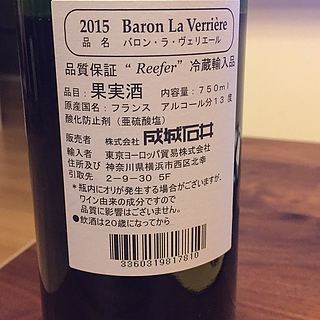 2015 Baron La Verrière
品 名 バロン・ラ・ヴェリエール
品質保証 “ Reefer” 冷蔵輸入品
品目：果実酒 内容量：750ml
原産国名：フランス アルコール分13度
酸化防止剤（亜硫酸塩）
販売者 株式会社 成城石井
輸入者 東京ヨーロッパ貿易株式会社
住所及び 神奈川県横浜市西区北幸
引取先 2－9－30 5F
＊瓶内にオリが発生する場合がございますが、
ワイン由来の成分ですので
品質に影響はございません。
●飲酒は20歳になってから
3360319817810